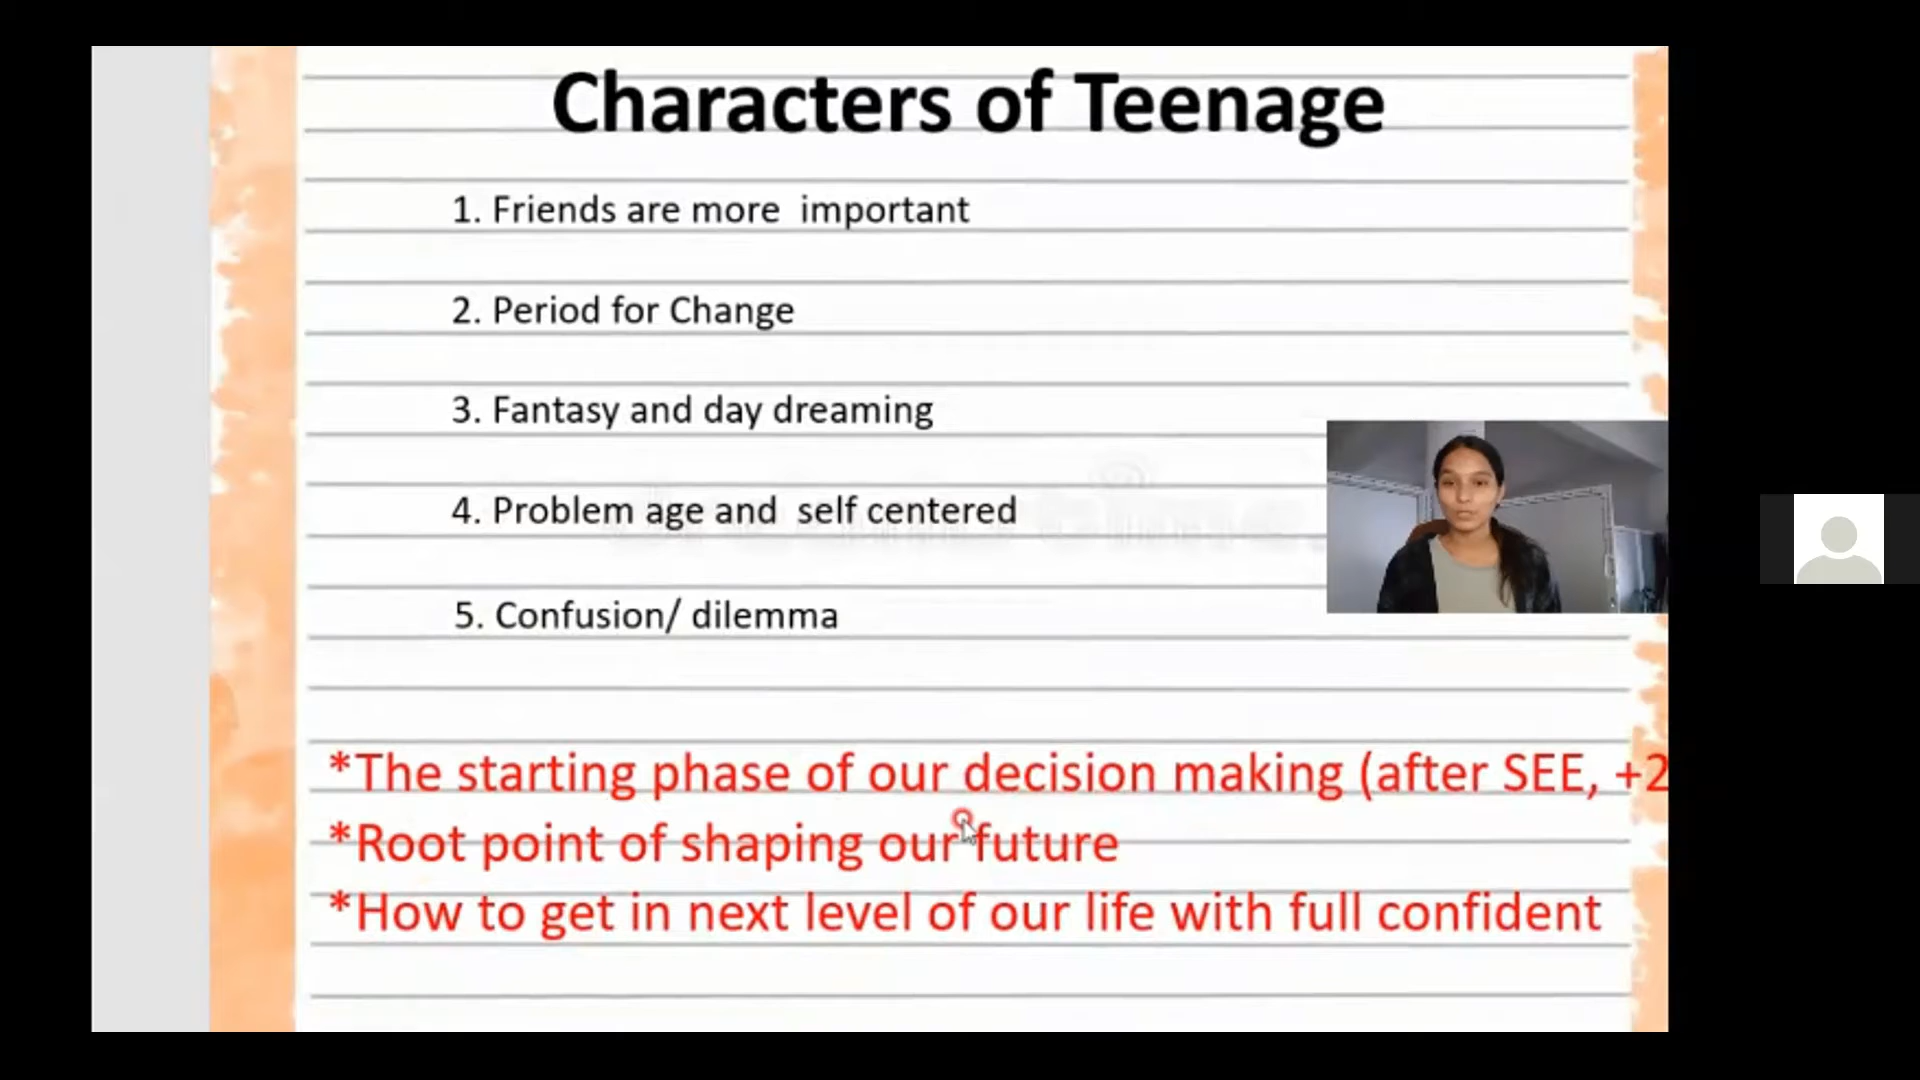 Characters of Teenage
1. Friends are more important
2. Period for Change
3. Fantasy and day dreaming
4. Problem age and self centered
5. Confusion/ dilemma
*The starting phase of our decision making (after SEE, +2
*Root point of shaping our future
*How to get in next level of our life with full confident